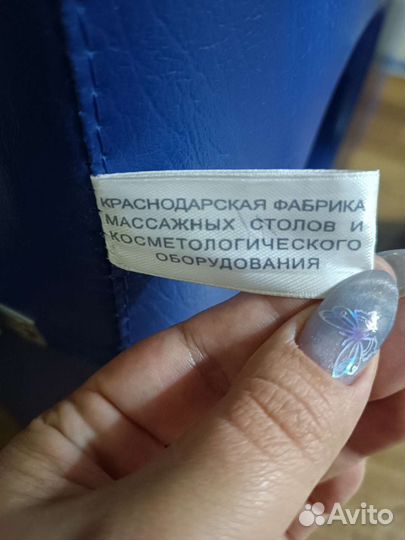 КРАСНОДАРСКАЯ ФАБРИКА
МАССАЖНЫХ СТОЛОВ И
КОСМЕТОЛОГИЧЕСКОГО
ОБОРУДОВАНИЯ
Avito